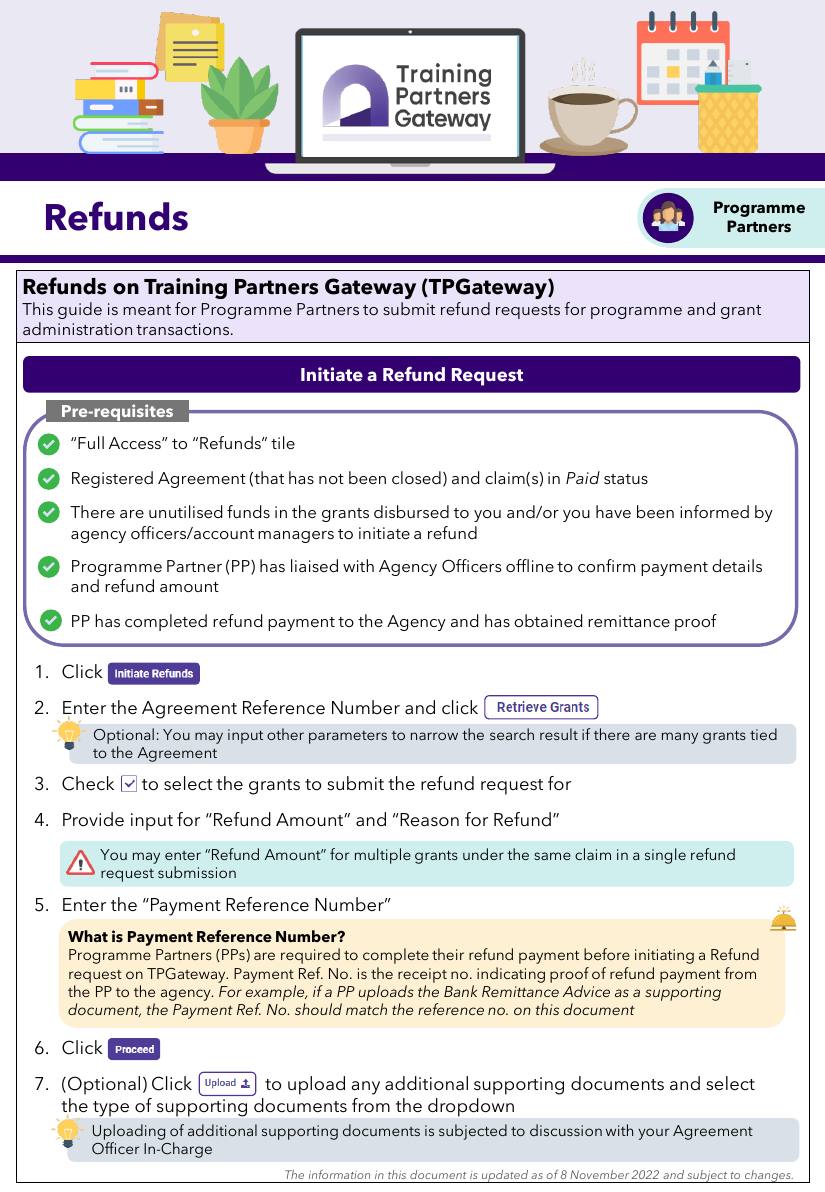 Training
Partners
Gateway
Refunds
Programme
Partners
Refunds on Training Partners Gateway (TPGateway)
This guide is meant for Programme Partners to submit refund requests for programme and grant
administration transactions.
Initiate a Refund Request
Pre-requisites
“Full Access” to “Refunds” tile
Registered Agreement (that has not been closed) and claim(s) in Paid status
There are unutilised funds in the grants disbursed to you and/or you have been informed by
agency officers/account managers to initiate a refund
Programme Partner (PP) has liaised with Agency Officers offline to confirm payment details
and refund amount
PP has completed refund payment to the Agency and has obtained remittance proof
1. Click Initiate Refunds
2. Enter the Agreement Reference Number and click Retrieve Grants
Optional: You may input other parameters to narrow the search result if there are many grants tied
to the Agreement
3. Check to select the grants to submit the refund request for
4. Provide input for “Refund Amount” and “Reason for Refund”
You may enter “Refund Amount” for multiple grants under the same claim in a single refund
request submission
5. Enter the “Payment Reference Number”
What is Payment Reference Number?
Programme Partners (PPs) are required to complete their refund payment before initiating a Refund
request on TPGateway. Payment Ref. No. is the receipt no. indicating proof of refund payment from
the PP to the agency. For example, if a PP uploads the Bank Remittance Advice as a supporting
document, the Payment Ref. No. should match the reference no. on this document
6. Click Proceed
7. (Optional) Click Upload to upload any additional supporting documents and select
the type of supporting documents from the dropdown
Uploading of additional supporting documents is subjected to discussion with your Agreement
Officer In-Charge
The information in this document is updated as of 8 November 2022 and subject to changes.